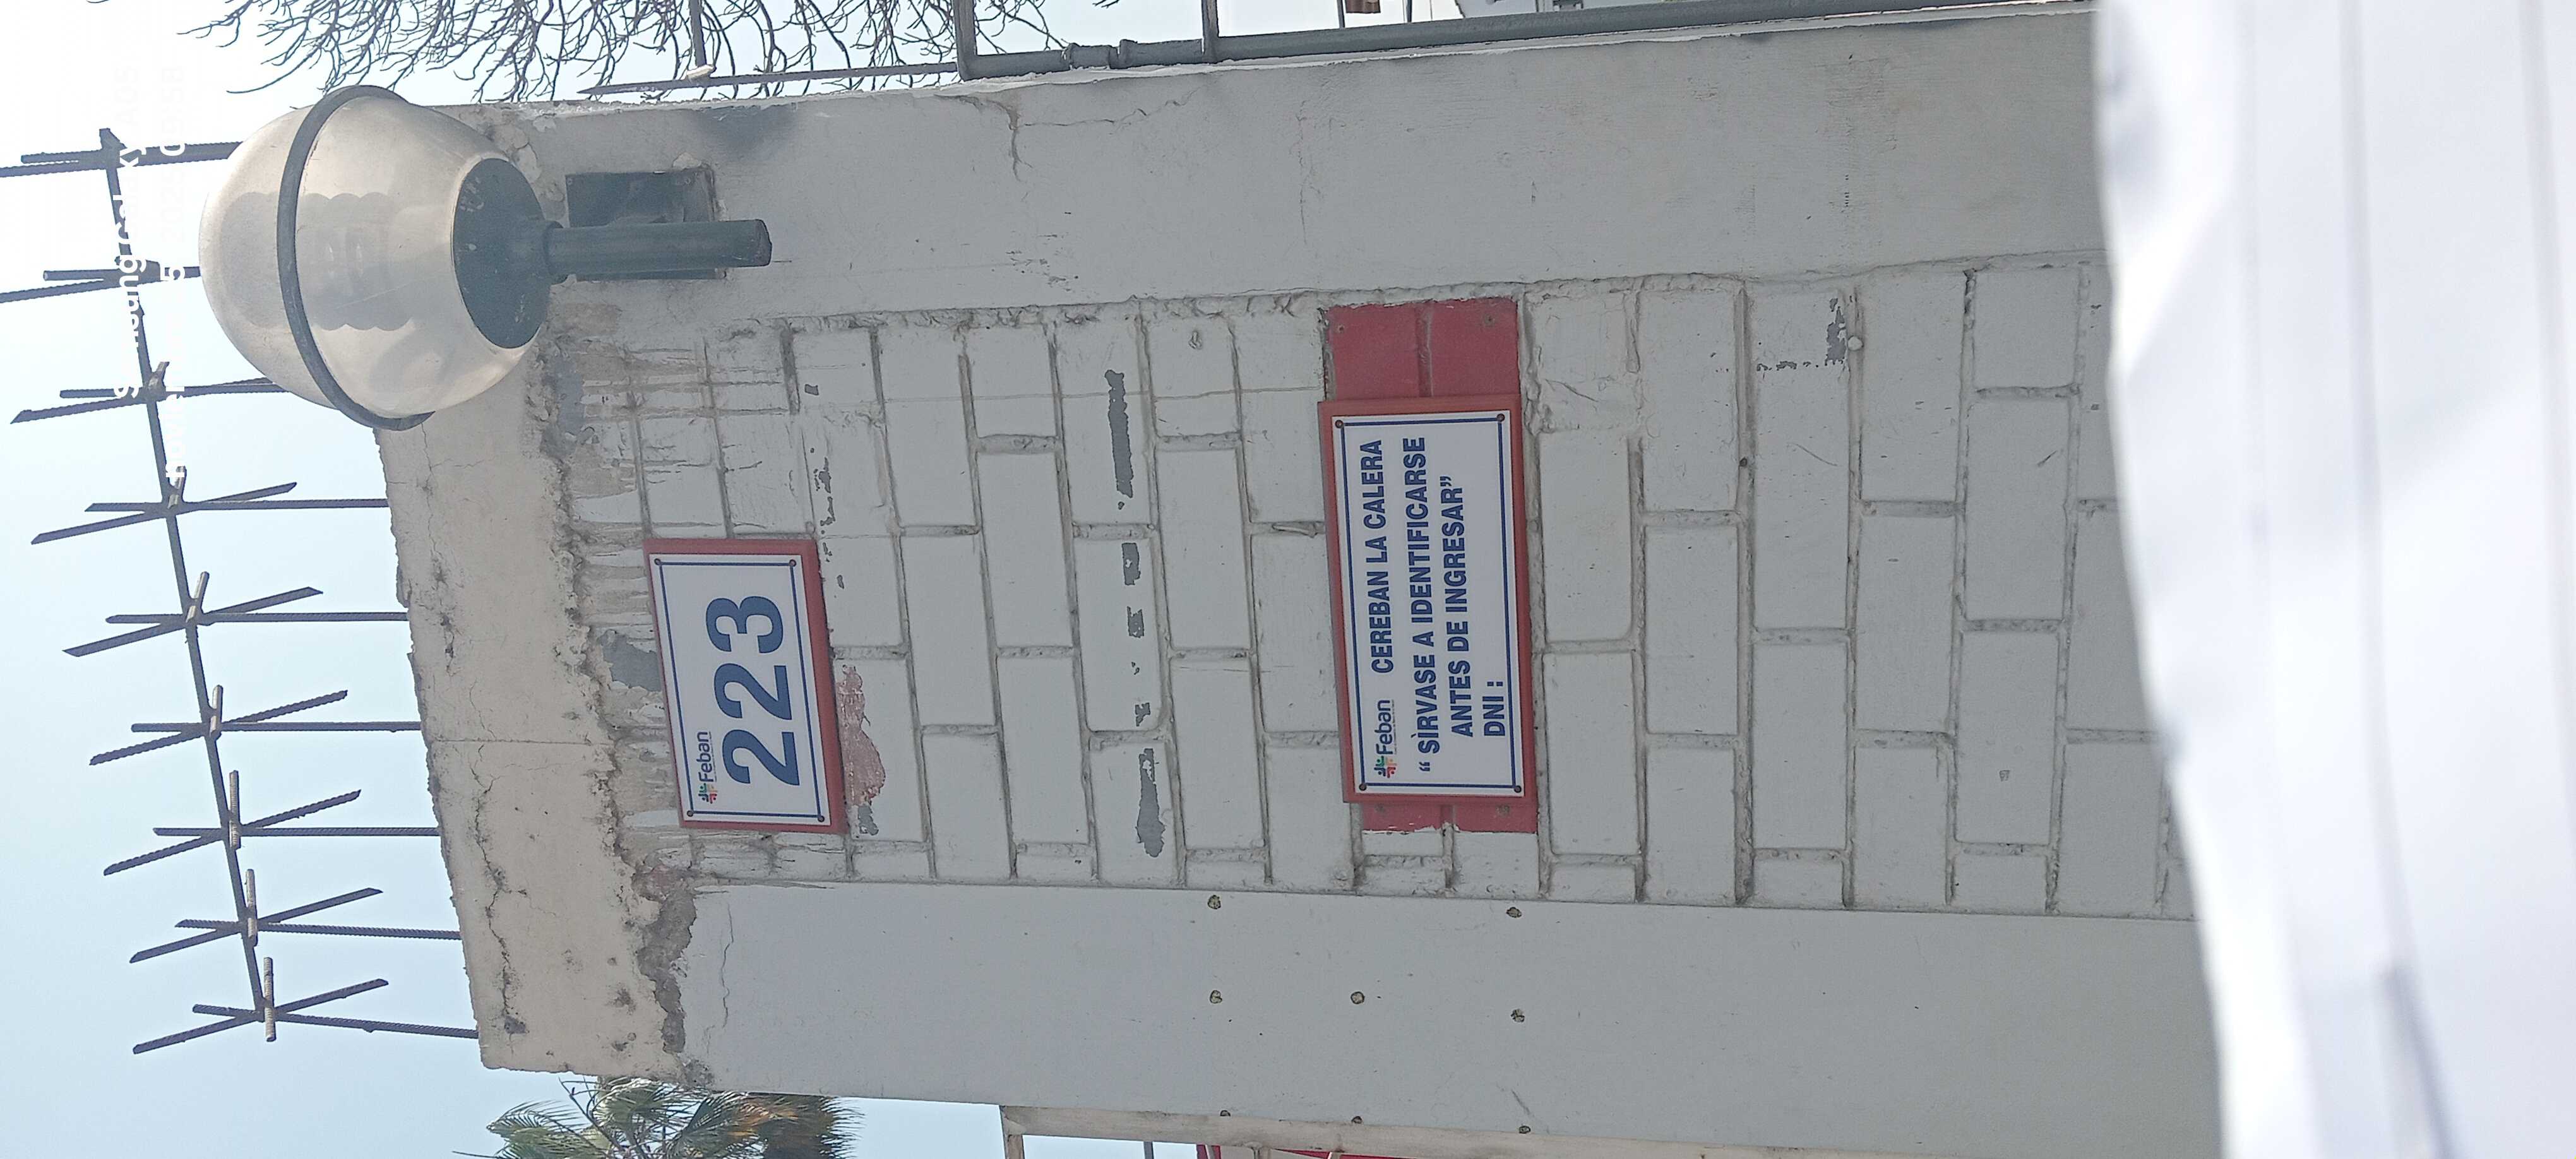 Feban
223
Feban CEREBAN LA CALERA
“ SÌRVASE A IDENTIFICARSE
ANTES DE INGRESAR”
DNI :